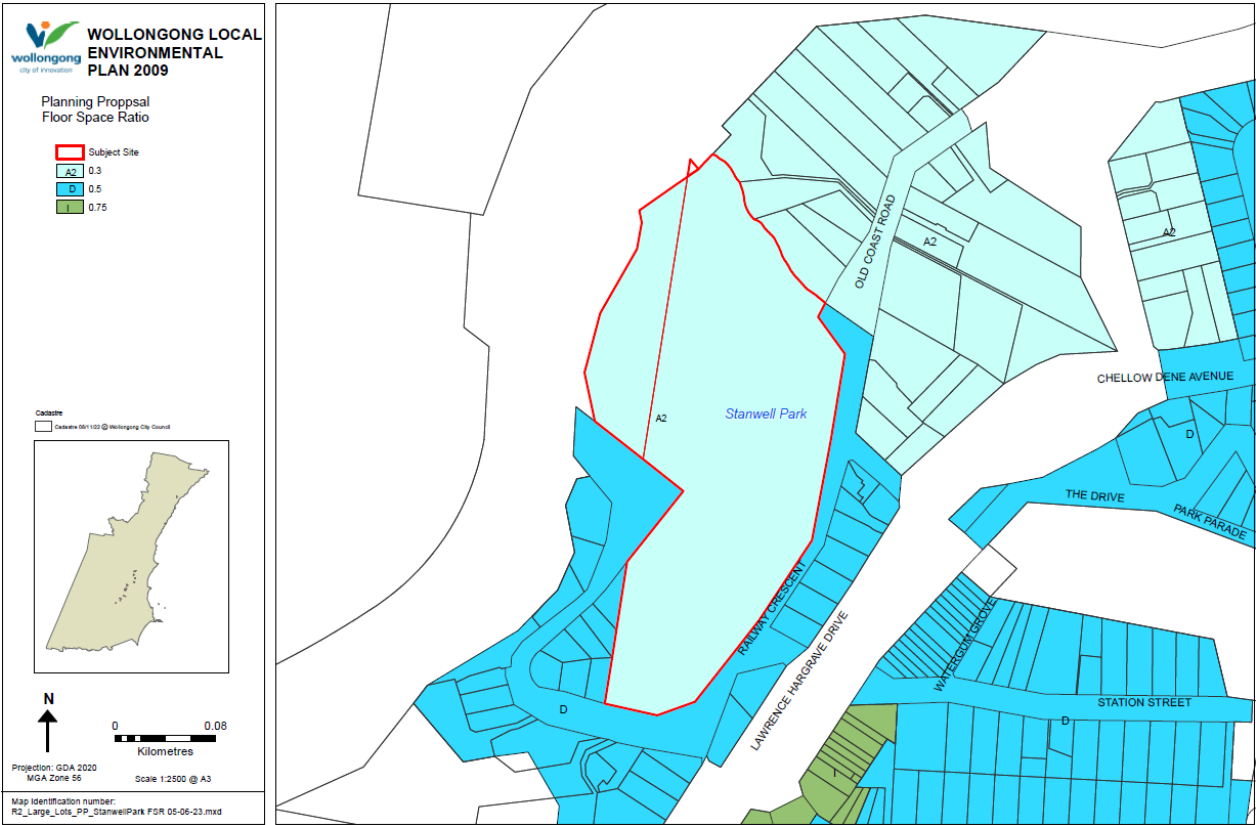 wollongong
city of innovation
WOLLONGONG LOCAL
ENVIRONMENTAL
PLAN 2009
Planning Proppsal
Floor Space Ratio
Subject Site
A2 0.3
D 0.5
I 0.75
Cadastre
Cadastre 08/11/22 @ Wollongong City Council
N
0 0.08
Kilometres
Projection: GDA 2020
MGA Zone 56
Scale 1:2500 @ A3
Map Identification number:
R2_Large_Lots_PP_StanwellPark FSR 05-06-23.mxd
OLD COAST ROAD
A2
A2
CHELLOW DENE AVENUE
A2
Stanwell Park
D
THE DRIVE
PARK PARADE
RAILWAY CRESCENT
LAWRENCE HARGRAVE DRIVE
WATERGUM GROVE
STATION STREET
D
D
I